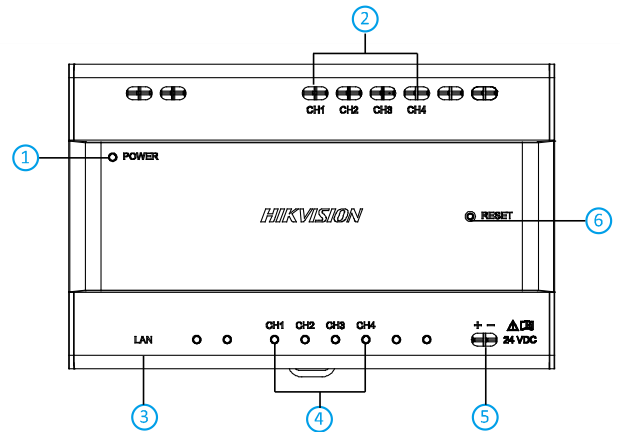 2
CH1 CH2 CH3 CH4
1 POWER
HIKVISION
RESET 6
CH1 CH2 CH3 CH4 + -
LAN 24 VDC
3 4 5